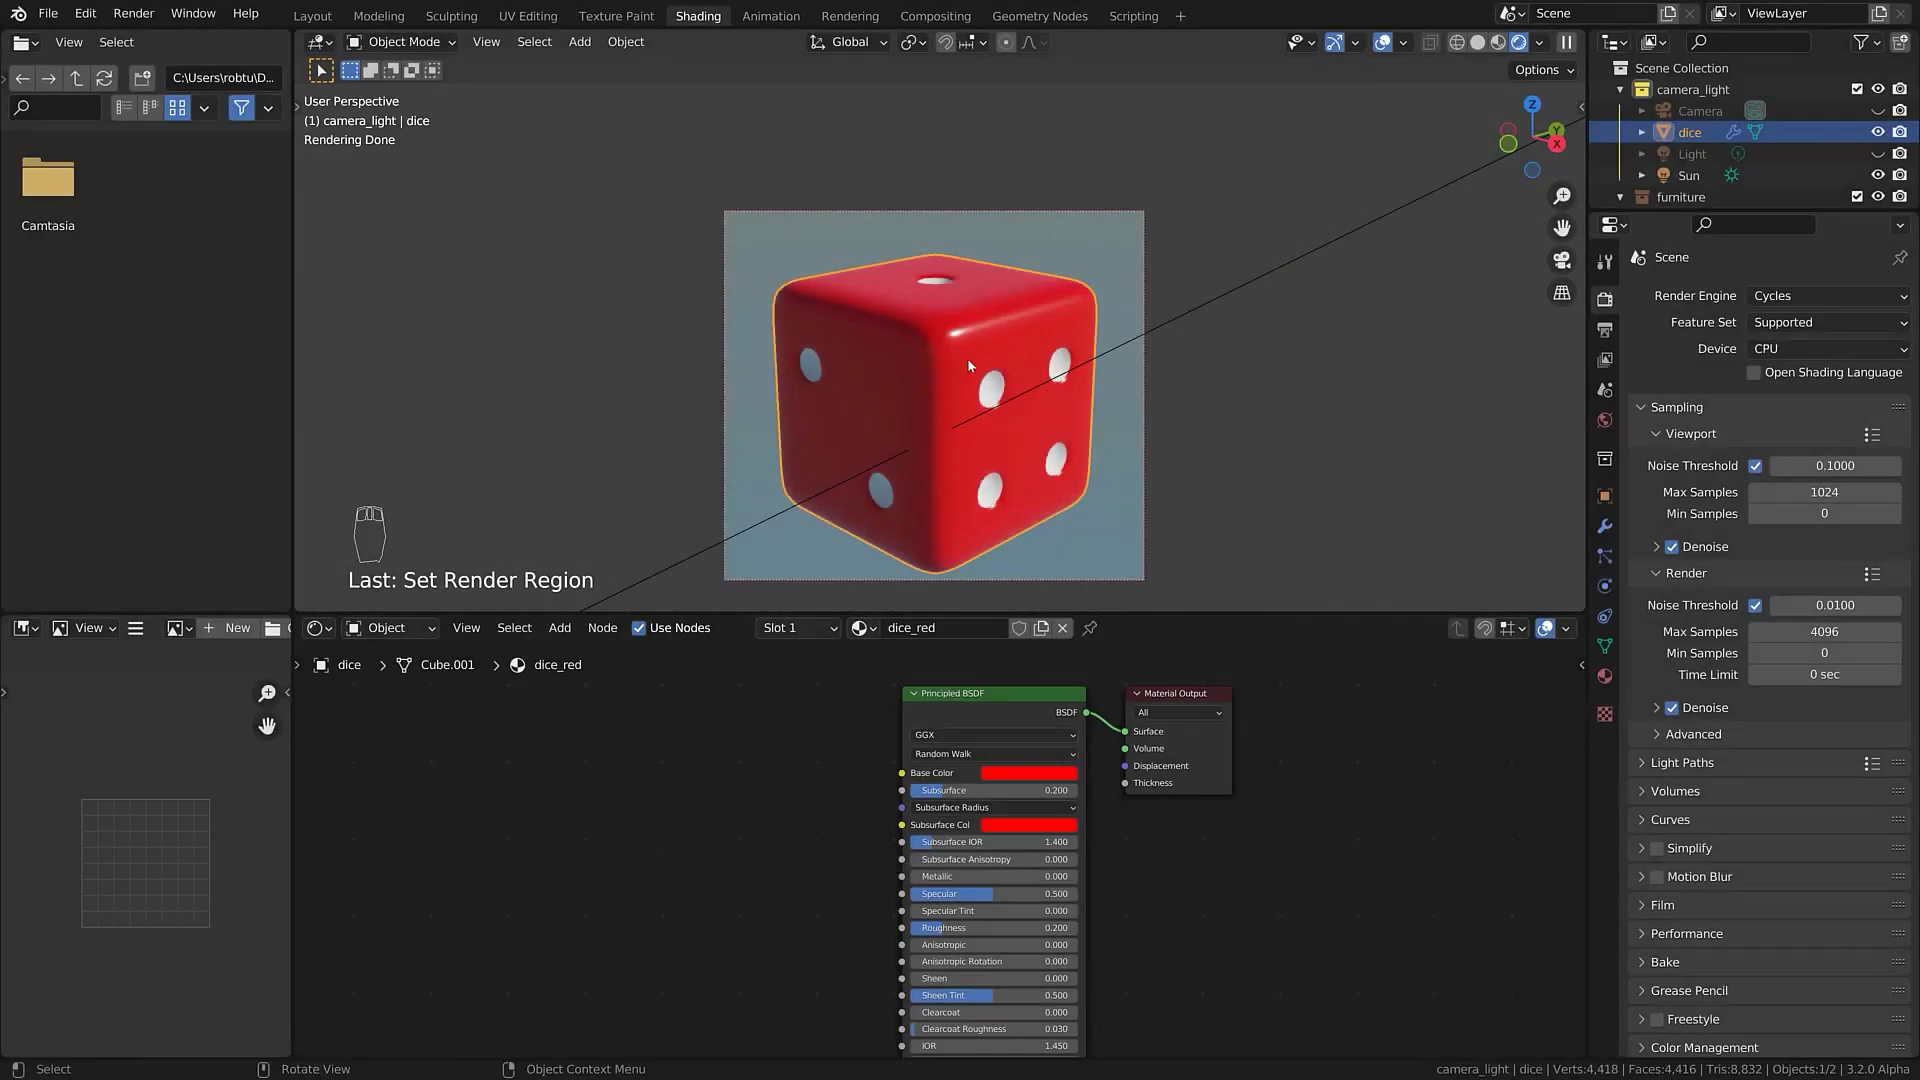 File Edit Render Window Help
Layout Modeling Sculpting UV Editing Texture Paint Shading Animation Rendering Compositing Geometry Nodes Scripting
Scene
ViewLayer
View Select
Object Mode View Select Add Object
Global
C:\Users\robtu\D...
Options
Camtasia
User Perspective
(1) camera_light | dice
Rendering Done
Z
Y
X
Last: Set Render Region
Scene Collection
camera_light
Camera
dice
Light
Sun
furniture
Scene
Render Engine Cycles
Feature Set Supported
Device CPU
Open Shading Language
Sampling
Viewport
Noise Threshold 0.1000
Max Samples 1024
Min Samples 0
Denoise
Render
Noise Threshold 0.0100
Max Samples 4096
Min Samples 0
Time Limit 0 sec
Denoise
Advanced
Light Paths
Volumes
Curves
Simplify
Motion Blur
Film
Performance
Bake
Grease Pencil
Freestyle
Color Management
View
New
Object View Select Add Node Use Nodes Slot 1 dice_red
dice Cube.001 dice_red
Principled BSDF
BSDF
GGX
Random Walk
Base Color
Subsurface 0.200
Subsurface Radius
Subsurface Col
Subsurface IOR 1.400
Subsurface Anisotropy 0.000
Metallic 0.000
Specular 0.500
Specular Tint 0.000
Roughness 0.200
Anisotropic 0.000
Anisotropic Rotation 0.000
Sheen 0.000
Sheen Tint 0.500
Clearcoat 0.000
Clearcoat Roughness 0.030
IOR 1.450
Material Output
All
Surface
Volume
Displacement
Thickness
Select
Rotate View
Object Context Menu
camera_light | dice | Verts:4,418 | Faces:4,416 | Tris:8,832 | Objects:1/2 | 3.2.0 Alpha